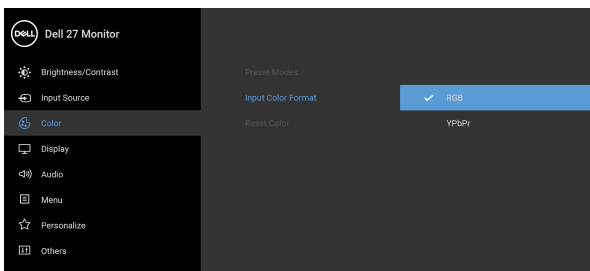 DELL Dell 27 Monitor
Brightness/Contrast
Preset Modes
Input Source
Input Color Format
RGB
Color
Reset Color
YPbPr
Display
Audio
Menu
Personalize
Others